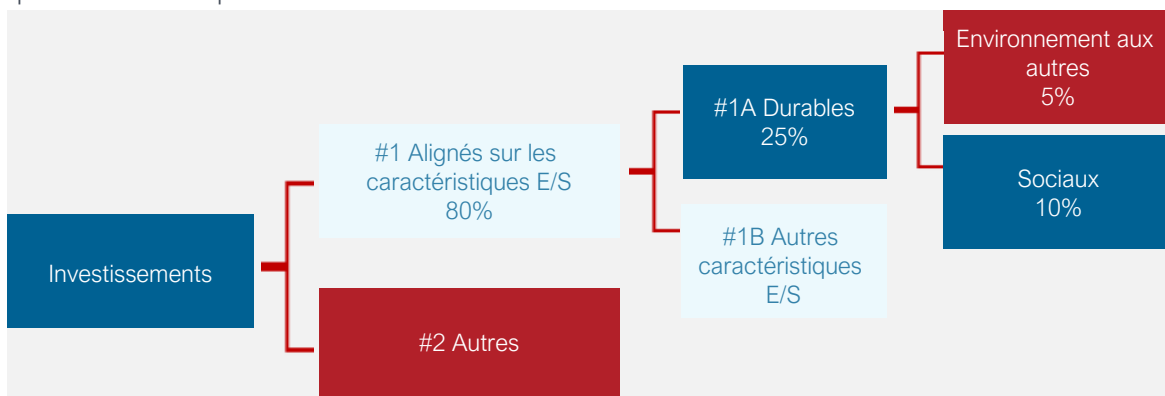 Investissements
#1 Alignés sur les
caractéristiques E/S
80%
#2 Autres
#1A Durables
25%
#1B Autres
caractéristiques
E/S
Environnement aux
autres
5%
Sociaux
10%